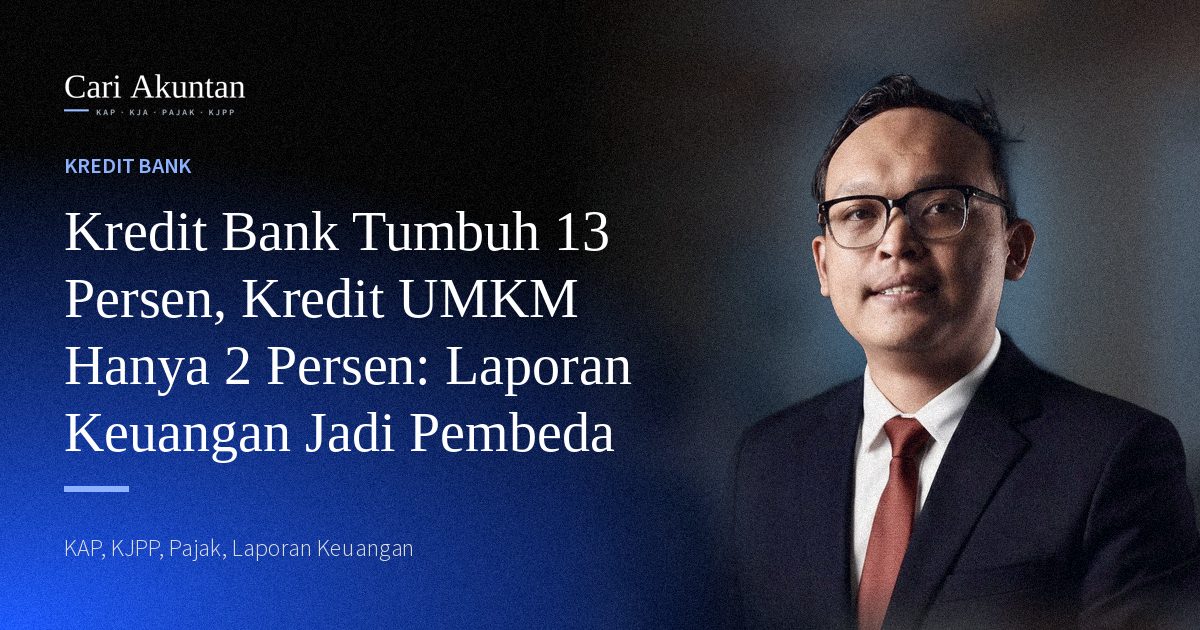 Cari Akuntan
KAP · KJA · PAJAK · KJPP
KREDIT BANK
Kredit Bank Tumbuh 13
Persen, Kredit UMKM
Hanya 2 Persen: Laporan
Keuangan Jadi Pembeda
KAP, KJPP, Pajak, Laporan Keuangan